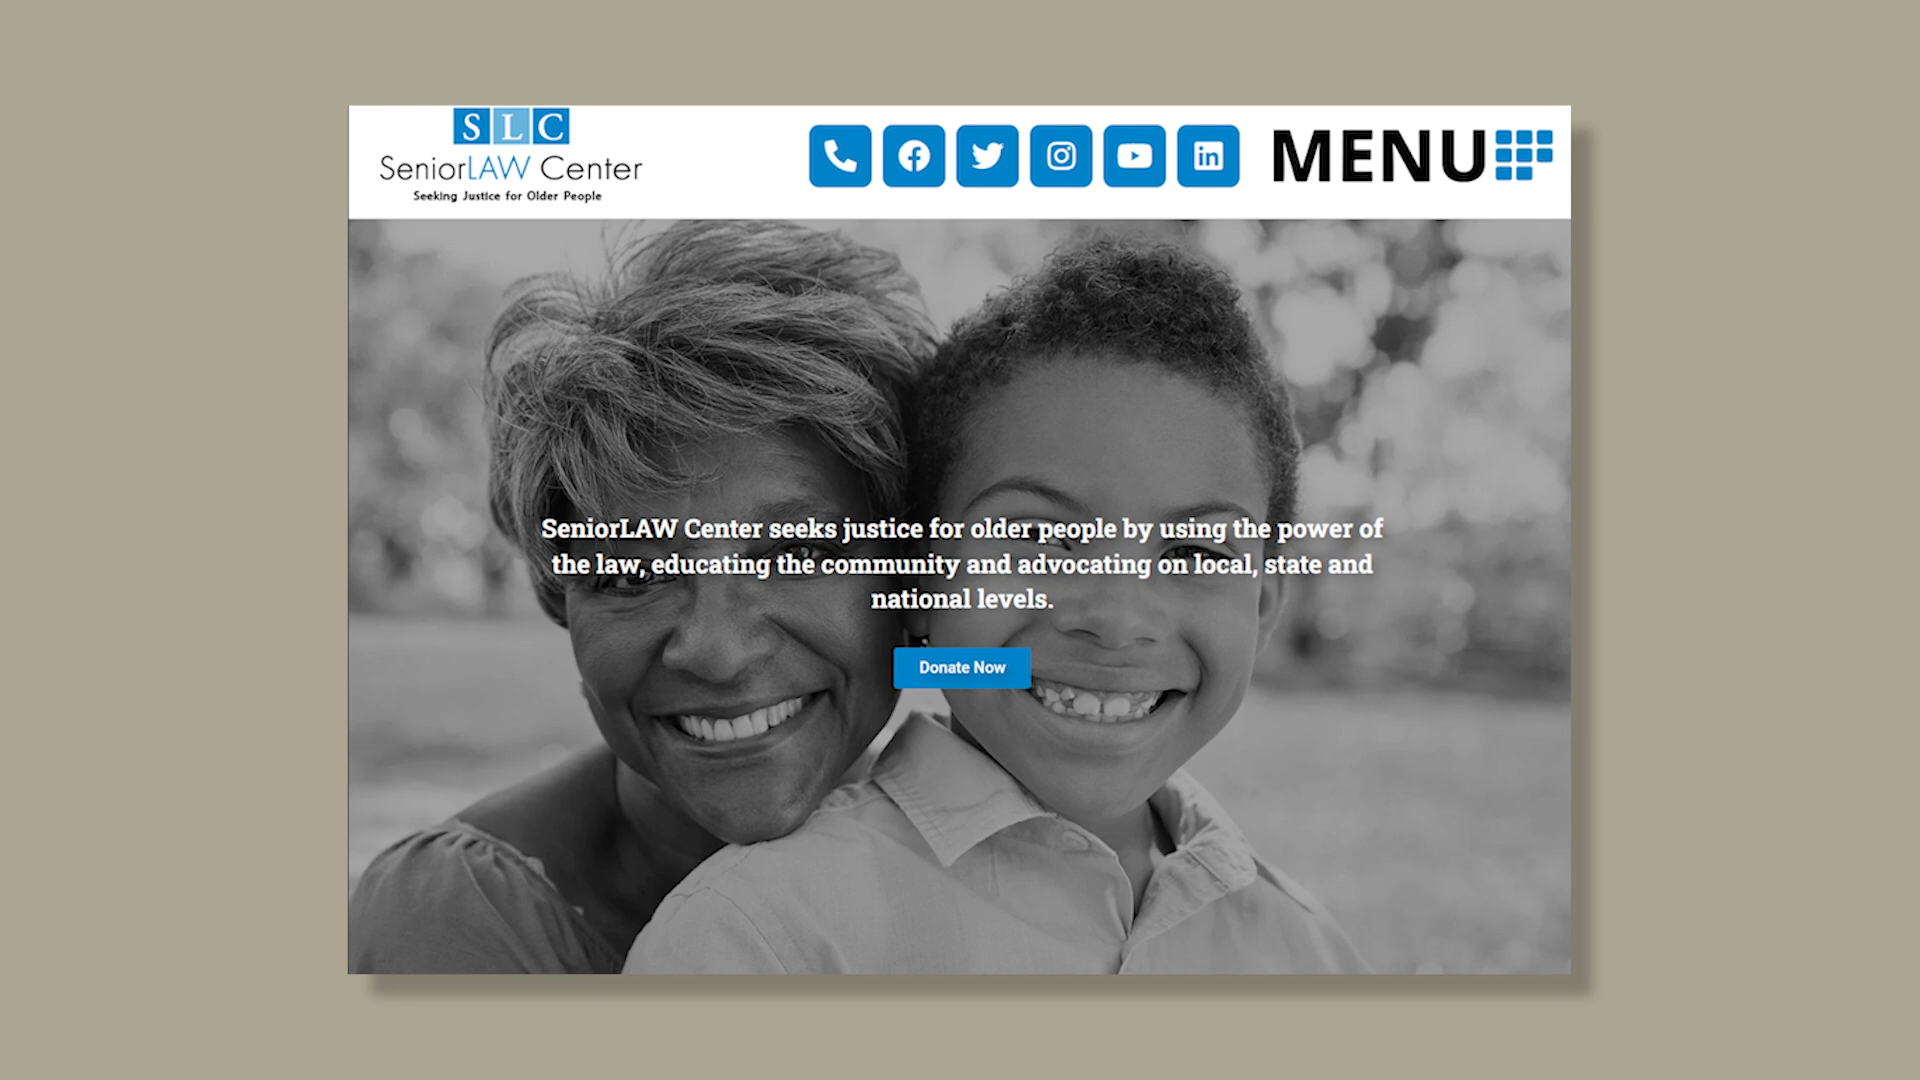 S L C
SeniorLAW Center
Seeking Justice for Older People
MENU
SeniorLAW Center seeks justice for older people by using the power of
the law, educating the community and advocating on local, state and
national levels.
Donate Now